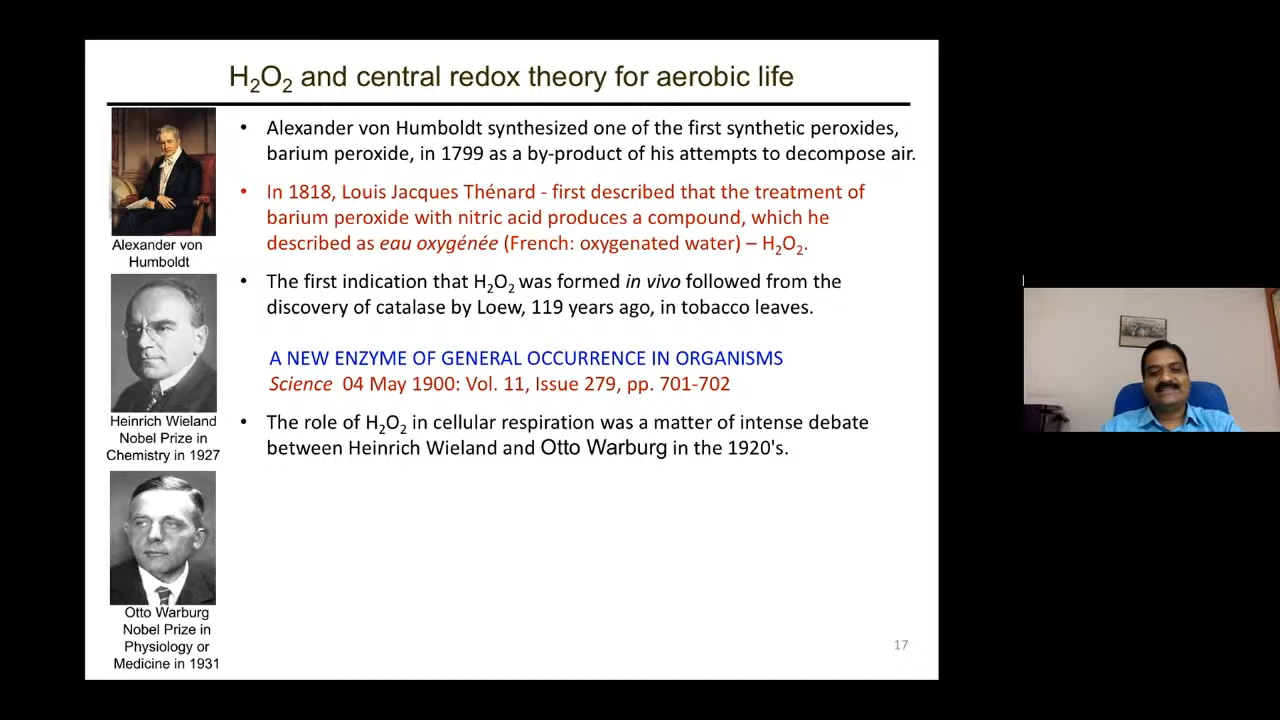 H₂O₂ and central redox theory for aerobic life
• Alexander von Humboldt synthesized one of the first synthetic peroxides,
barium peroxide, in 1799 as a by-product of his attempts to decompose air.
• In 1818, Louis Jacques Thénard - first described that the treatment of
barium peroxide with nitric acid produces a compound, which he
described as eau oxygénée (French: oxygenated water) – H₂O₂.
Alexander von
Humboldt
• The first indication that H₂O₂ was formed in vivo followed from the
discovery of catalase by Loew, 119 years ago, in tobacco leaves.
A NEW ENZYME OF GENERAL OCCURRENCE IN ORGANISMS
Science 04 May 1900: Vol. 11, Issue 279, pp. 701-702
Heinrich Wieland
Nobel Prize in
Chemistry in 1927
• The role of H₂O₂ in cellular respiration was a matter of intense debate
between Heinrich Wieland and Otto Warburg in the 1920's.
Otto Warburg
Nobel Prize in
Physiology or
Medicine in 1931
17